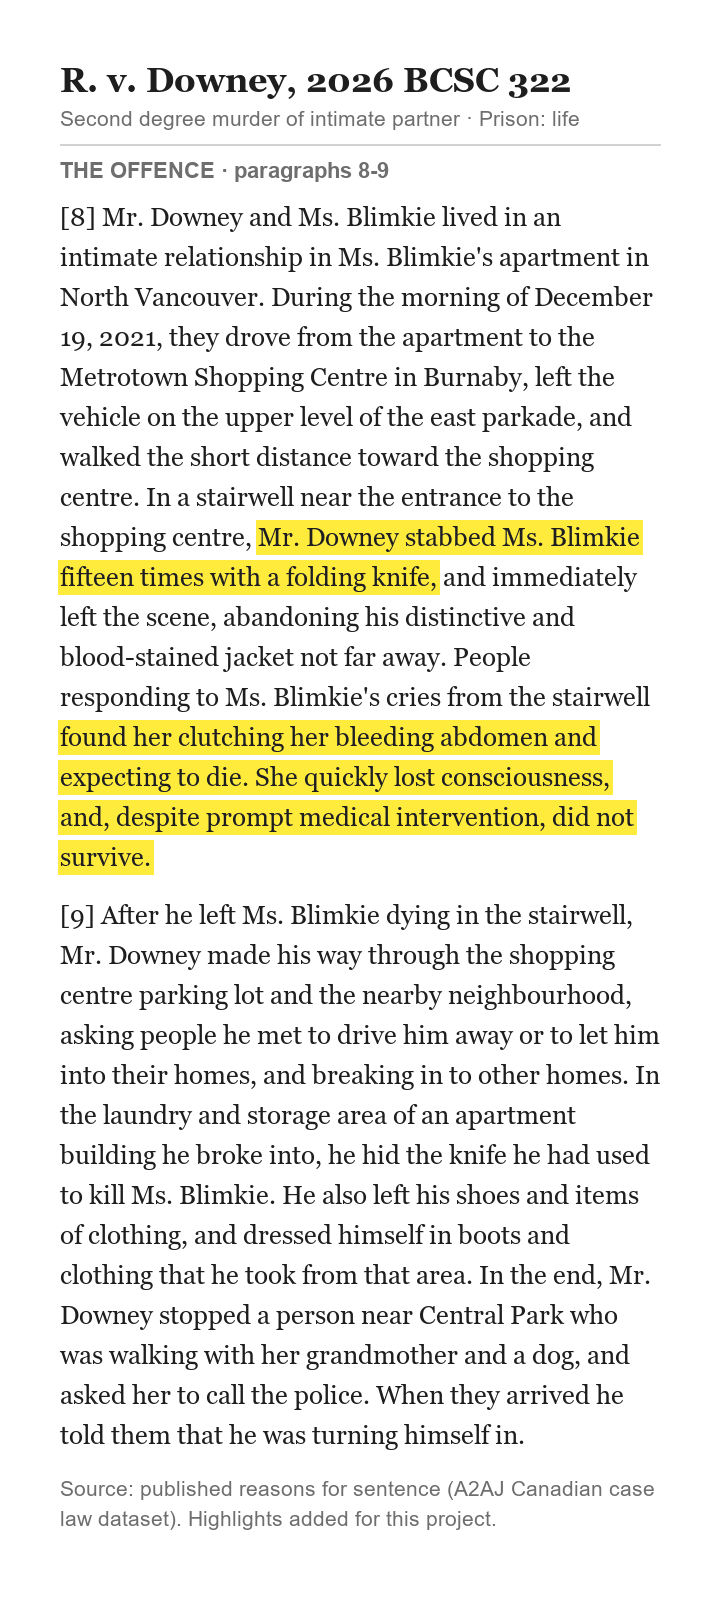 R. v. Downey, 2026 BCSC 322
Second degree murder of intimate partner · Prison: life
THE OFFENCE · paragraphs 8-9
[8] Mr. Downey and Ms. Blimkie lived in an
intimate relationship in Ms. Blimkie's apartment in
North Vancouver. During the morning of December
19, 2021, they drove from the apartment to the
Metrotown Shopping Centre in Burnaby, left the
vehicle on the upper level of the east parkade, and
walked the short distance toward the shopping
centre. In a stairwell near the entrance to the
shopping centre, Mr. Downey stabbed Ms. Blimkie
fifteen times with a folding knife, and immediately
left the scene, abandoning his distinctive and
blood-stained jacket not far away. People
responding to Ms. Blimkie's cries from the stairwell
found her clutching her bleeding abdomen and
expecting to die. She quickly lost consciousness,
and, despite prompt medical intervention, did not
survive.
[9] After he left Ms. Blimkie dying in the stairwell,
Mr. Downey made his way through the shopping
centre parking lot and the nearby neighbourhood,
asking people he met to drive him away or to let him
into their homes, and breaking in to other homes. In
the laundry and storage area of an apartment
building he broke into, he hid the knife he had used
to kill Ms. Blimkie. He also left his shoes and items
of clothing, and dressed himself in boots and
clothing that he took from that area. In the end, Mr.
Downey stopped a person near Central Park who
was walking with her grandmother and a dog, and
asked her to call the police. When they arrived he
told them that he was turning himself in.
Source: published reasons for sentence (A2AJ Canadian case
law dataset). Highlights added for this project.